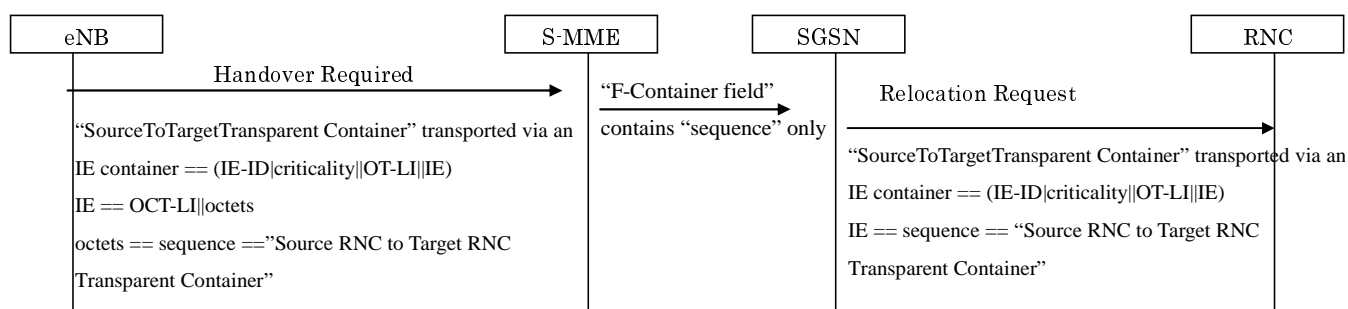 eNB
S-MME
SGSN
RNC
Handover Required
“SourceToTargetTransparent Container” transported via an
IE container == (IE-ID|criticality||OT-LI||IE)
IE == OCT-LI||octets
octets == sequence ==”Source RNC to Target RNC
Transparent Container”
“F-Container field”
contains “sequence” only
Relocation Request
“SourceToTargetTransparent Container” transported via an
IE container == (IE-ID|criticality||OT-LI||IE)
IE == sequence == “Source RNC to Target RNC
Transparent Container”